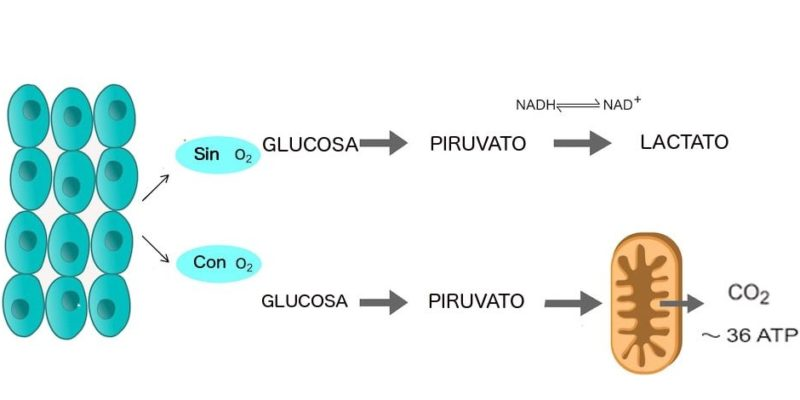 NADH ⇌ NAD⁺
Sin O₂ GLUCOSA PIRUVATO LACTATO
Con O₂
GLUCOSA PIRUVATO CO₂
~ 36 ATP